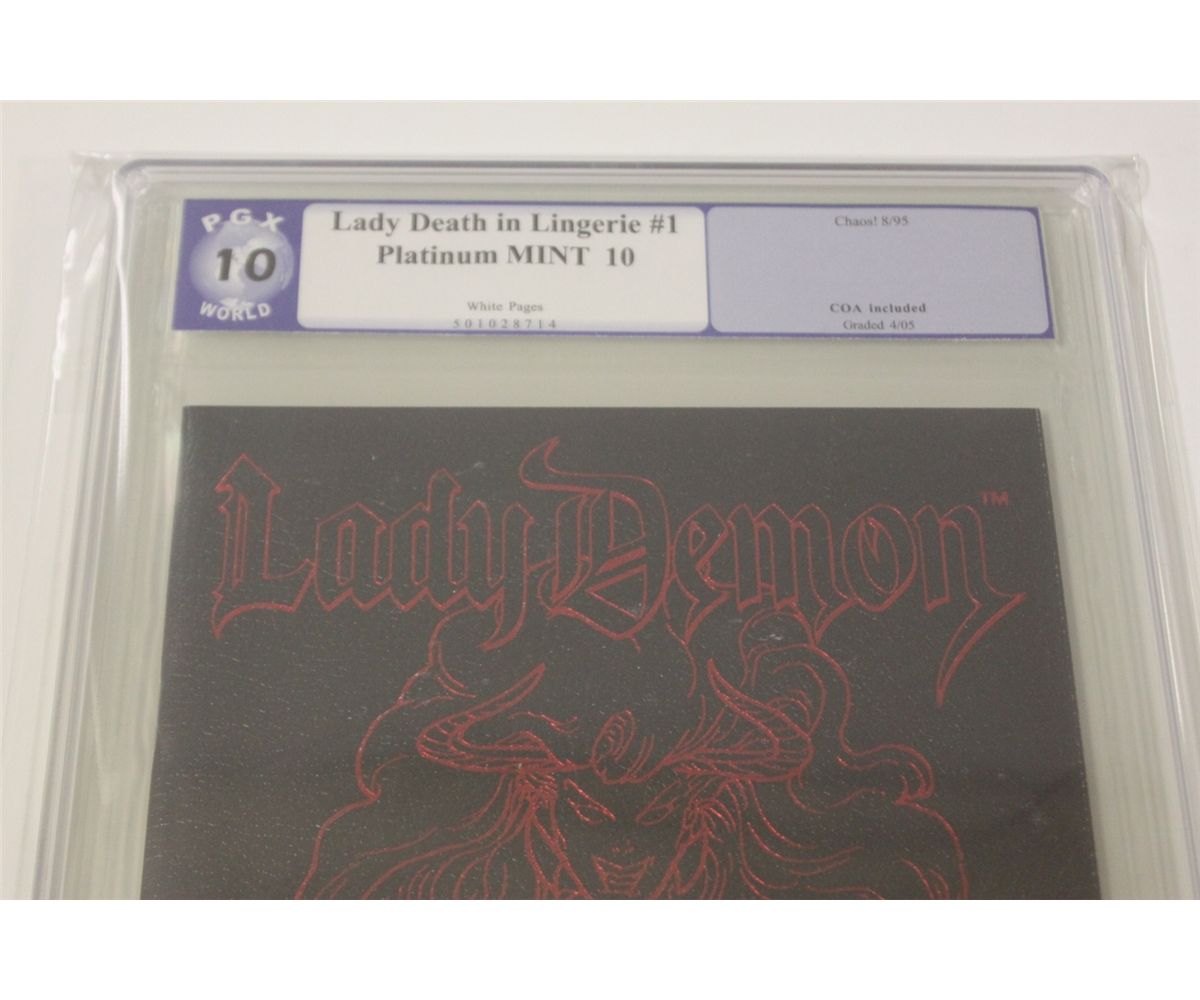 PGX
10
WORLD
Lady Death in Lingerie #1
Platinum MINT 10
White Pages
501028714
Chaos! 8/95
COA included
Graded 4/05
Lady Demon™